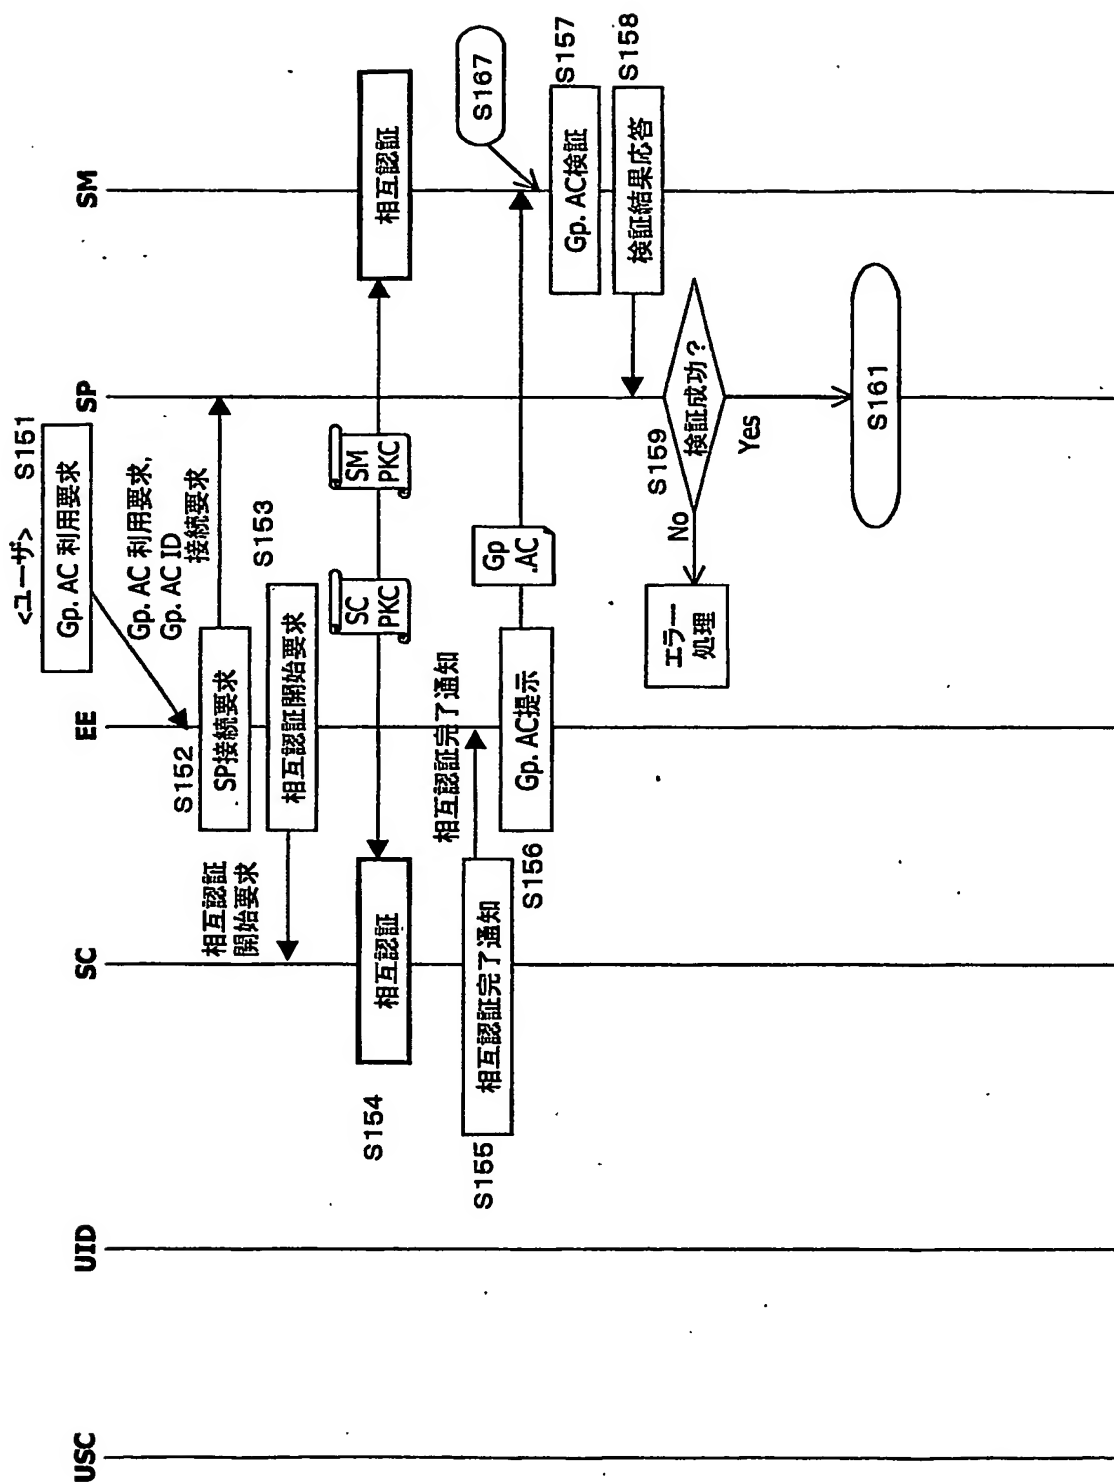 USC
UID
SC
EE
SP
SM
<ユーザ>
Gp. AC 利用要求
S151
S152
SP接続要求
Gp. AC 利用要求,
Gp. AC ID
接続要求
S153
相互認証開始要求
相互認証
開始要求
S154
相互認証
SC
PKC
SM
PKC
相互認証
S155
相互認証完了通知
相互認証完了通知
S156
Gp. AC提示
Gp
.AC
S167
Gp. AC検証
S157
検証結果応答
S158
S159
検証成功?
No
エラー
処理
Yes
S161